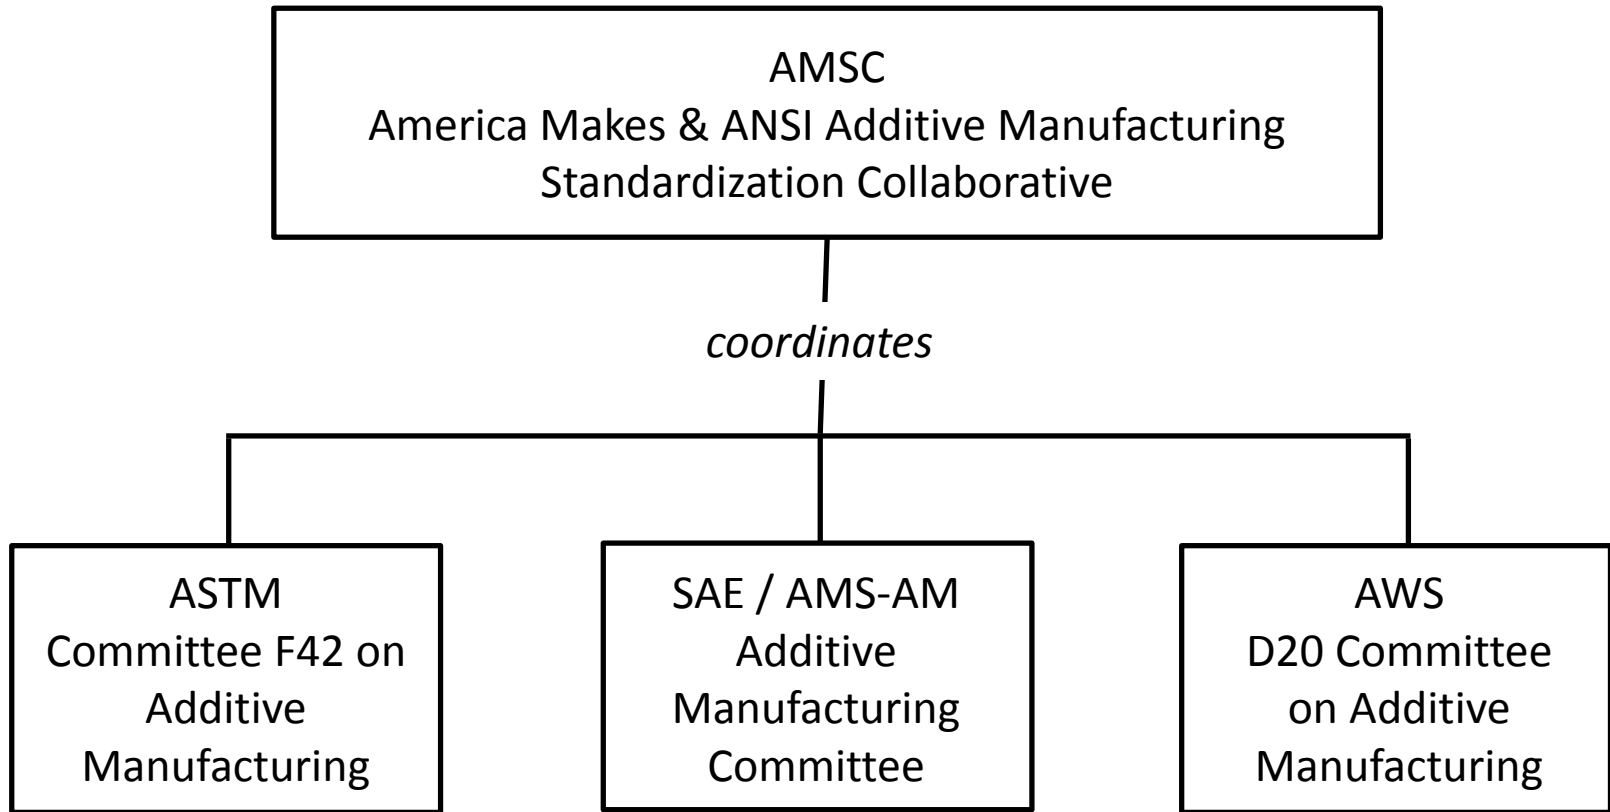 AMSC
America Makes & ANSI Additive Manufacturing
Standardization Collaborative
coordinates
ASTM
Committee F42 on
Additive
Manufacturing
SAE / AMS-AM
Additive
Manufacturing
Committee
AWS
D20 Committee
on Additive
Manufacturing